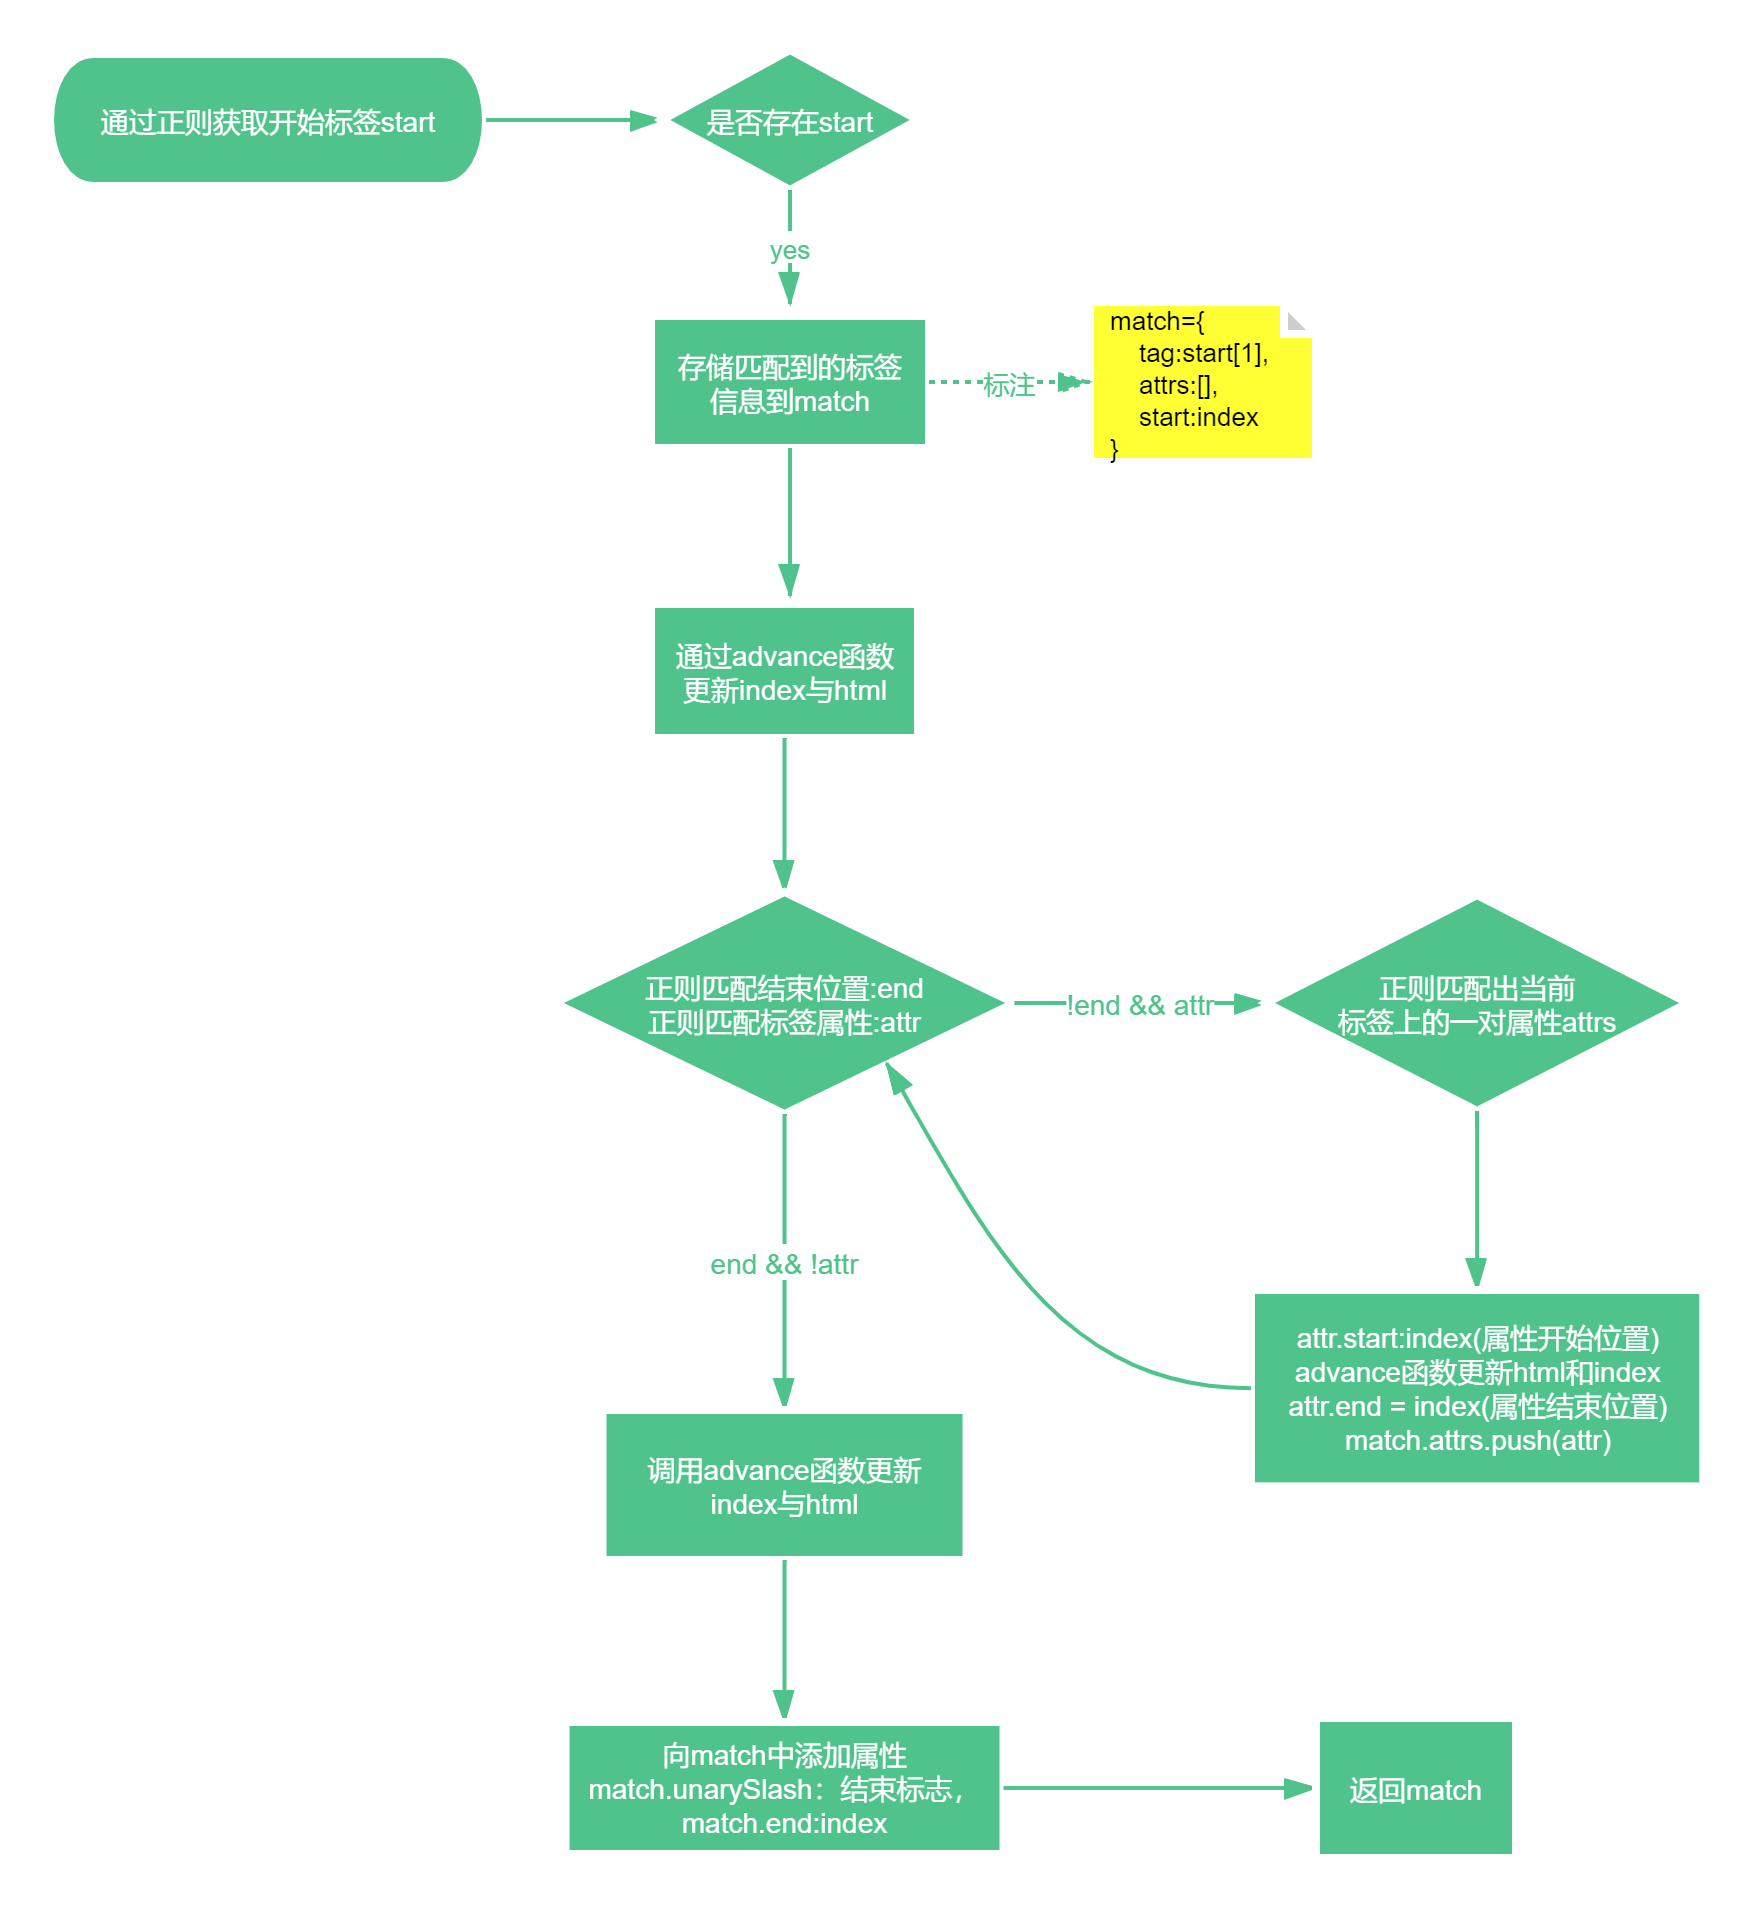 通过正则获取开始标签start
是否存在start
yes
存储匹配到的标签
信息到match
标注
match={
tag:start[1],
attrs:[],
start:index
}
通过advance函数
更新index与html
正则匹配结束位置:end
正则匹配标签属性:attr
!end && attr
正则匹配出当前
标签上的一对属性attrs
end && !attr
attr.start:index(属性开始位置)
advance函数更新html和index
attr.end = index(属性结束位置)
match.attrs.push(attr)
调用advance函数更新
index与html
向match中添加属性
match.unarySlash：结束标志，
match.end:index
返回match